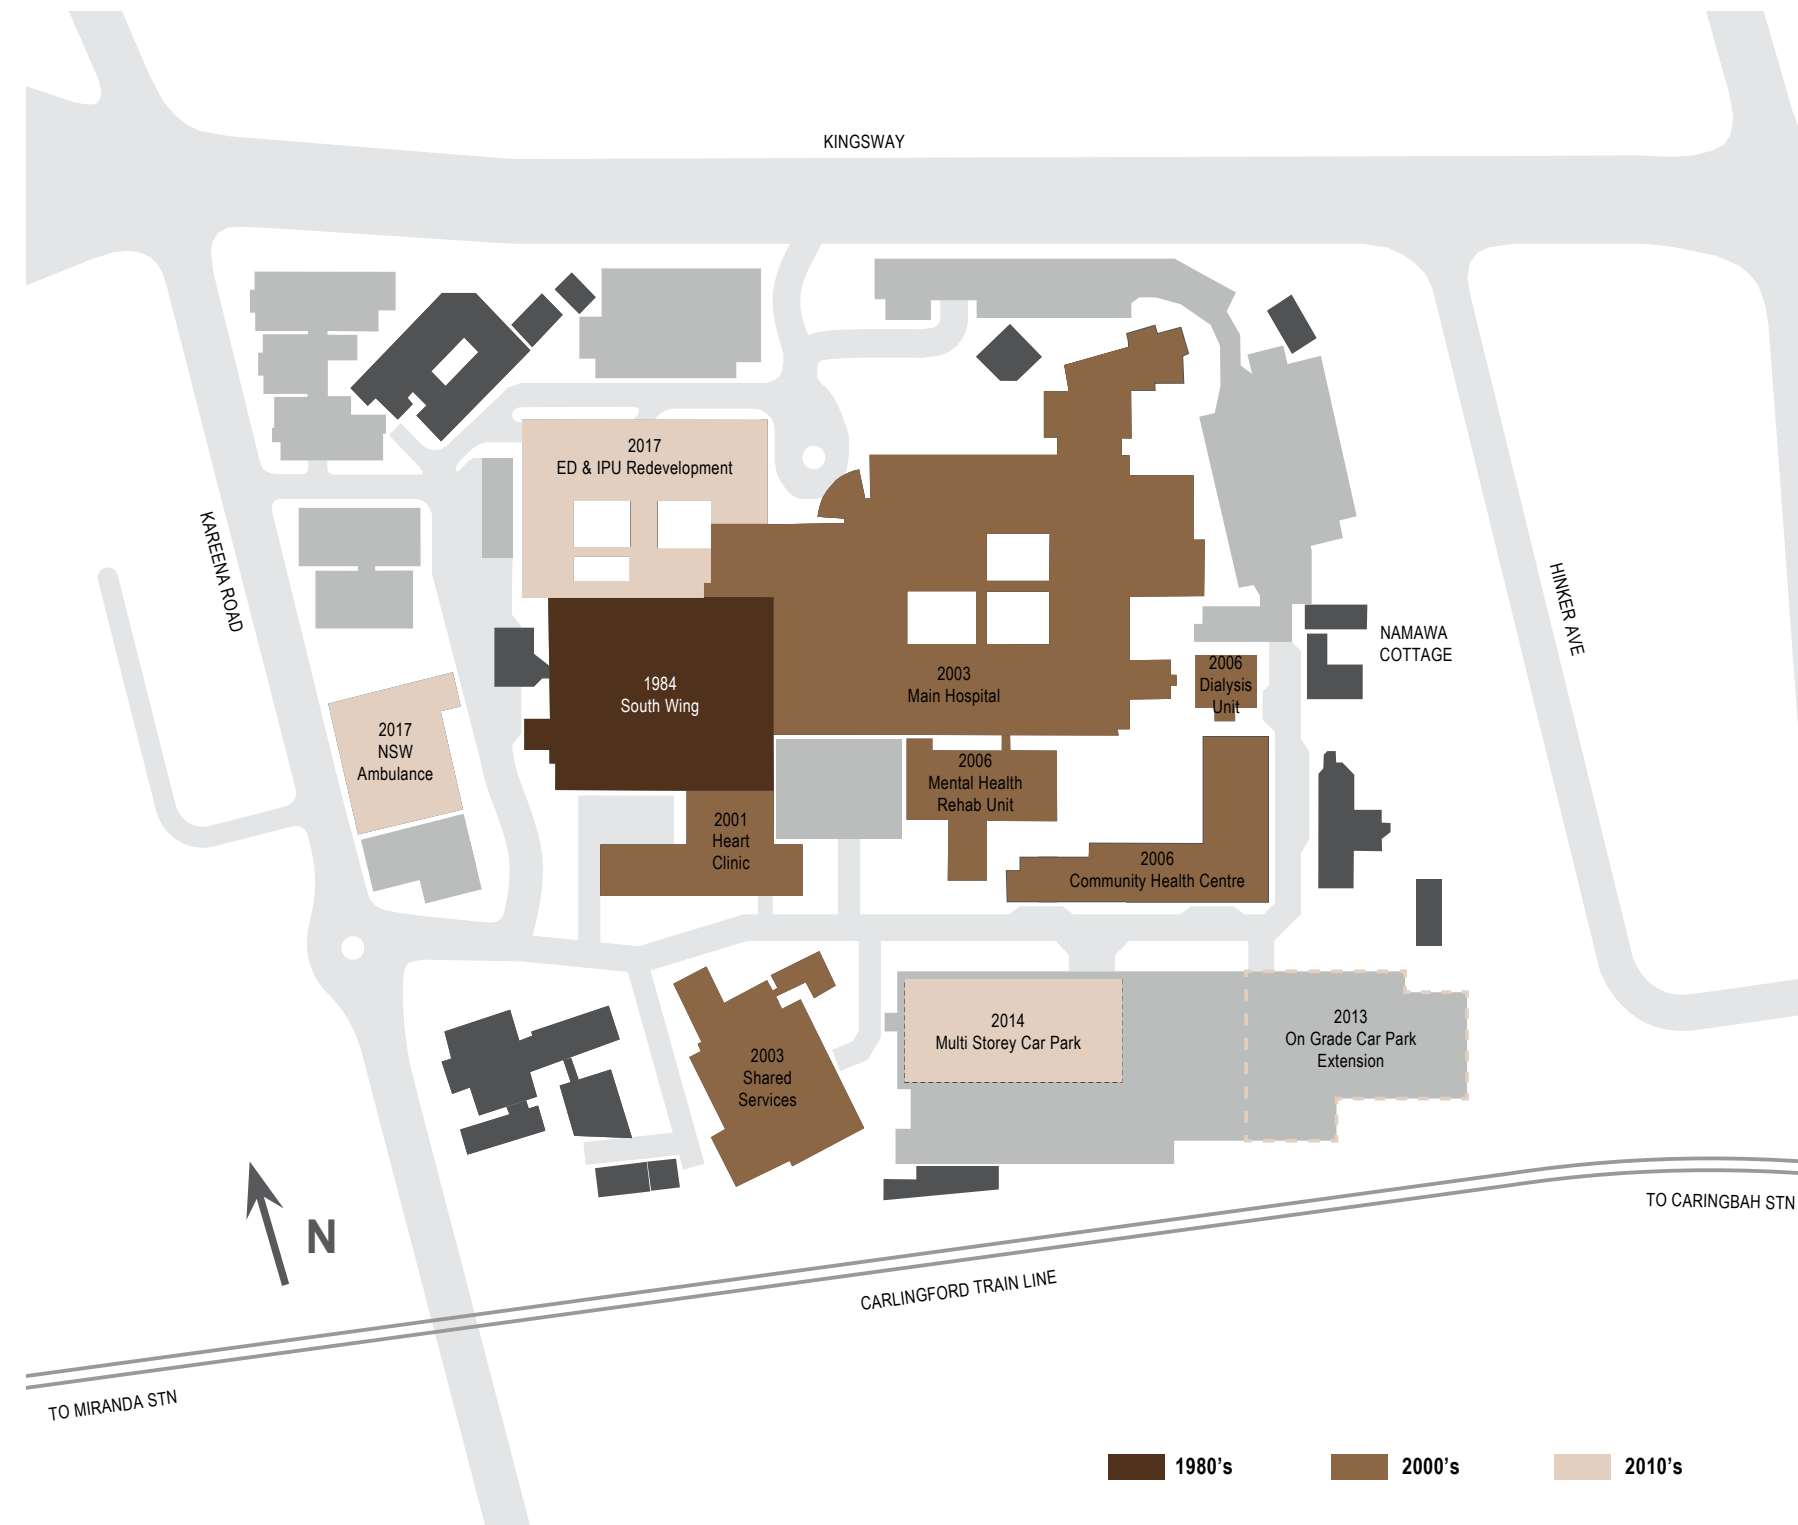 KINGSWAY
2017
ED & IPU Redevelopment
KAREENA ROAD
HINKER AVE
NAMAWA
COTTAGE
1984
South Wing
2003
Main Hospital
2006
Dialysis
Unit
2017
NSW
Ambulance
2006
Mental Health
Rehab Unit
2001
Heart
Clinic
2006
Community Health Centre
2014
Multi Storey Car Park
2013
On Grade Car Park
Extension
2003
Shared
Services
N
TO CARINGBAH STN
CARLINGFORD TRAIN LINE
TO MIRANDA STN
1980's
2000's
2010's